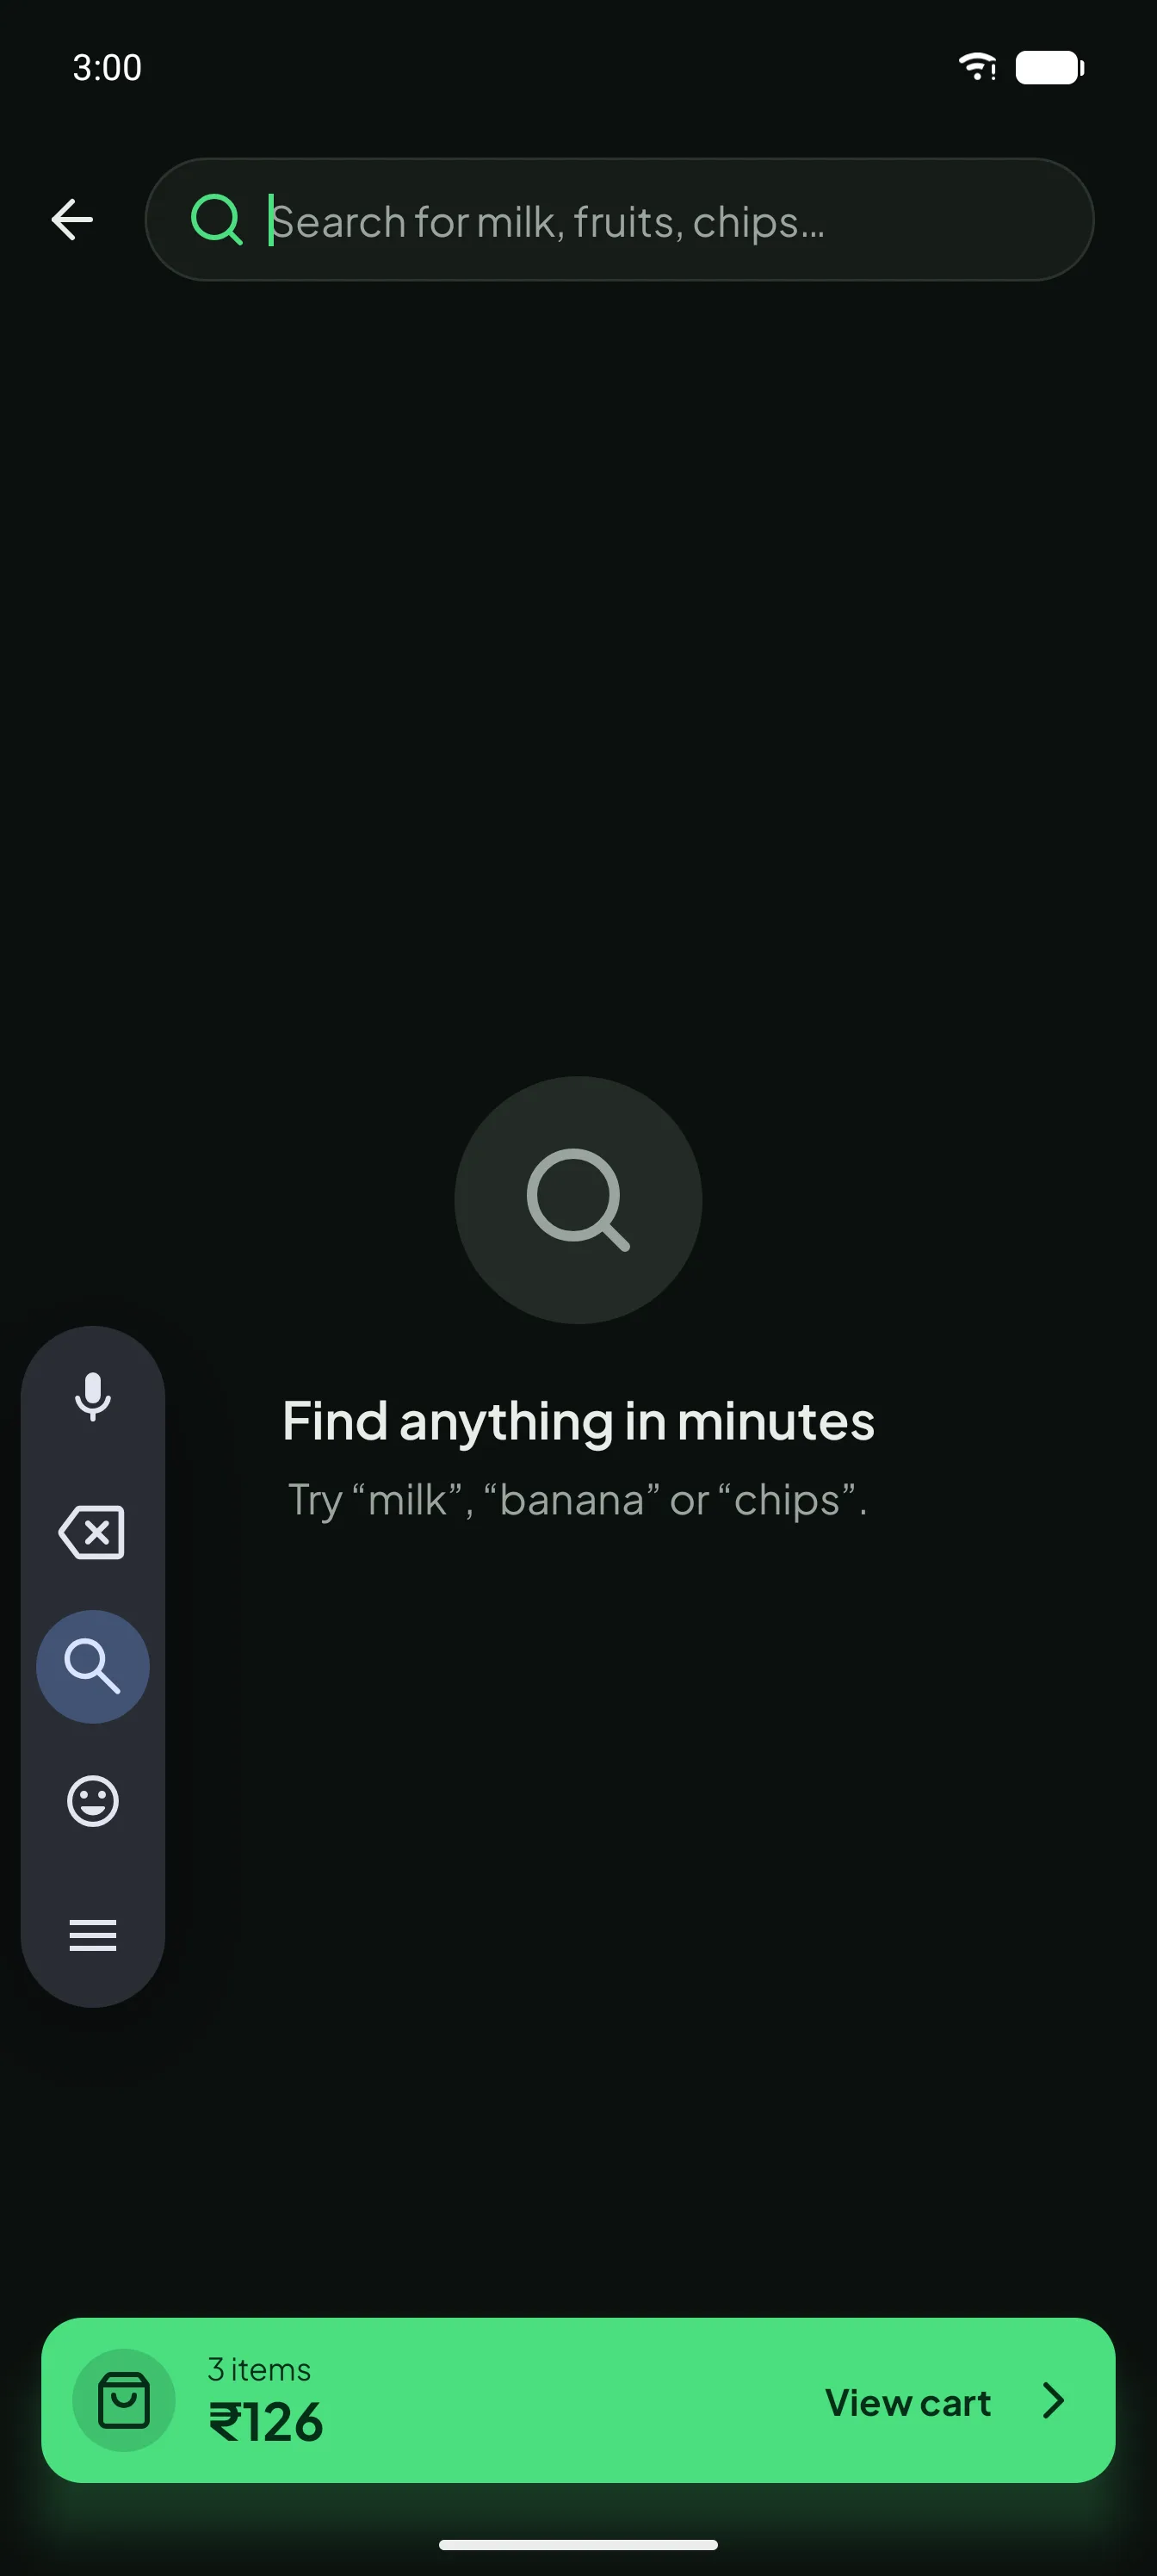 3:00
Search for milk, fruits, chips…
Find anything in minutes
Try “milk”, “banana” or “chips”.
3 items
₹126
View cart